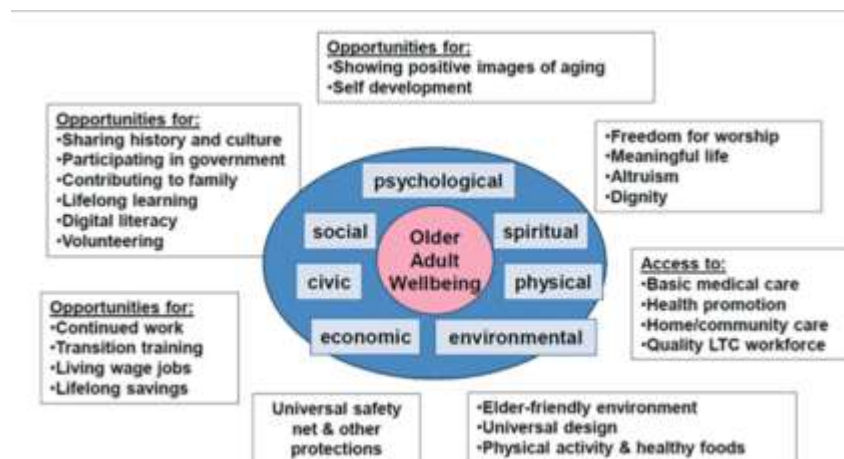 Opportunities for:
•Showing positive images of aging
•Self development
Opportunities for:
•Sharing history and culture
•Participating in government
•Contributing to family
•Lifelong learning
•Digital literacy
•Volunteering
•Freedom for worship
•Meaningful life
•Altruism
•Dignity
psychological
social
spiritual
Older
Adult
Wellbeing
civic
physical
economic
environmental
Access to:
•Basic medical care
•Health promotion
•Home/community care
•Quality LTC workforce
Opportunities for:
•Continued work
•Transition training
•Living wage jobs
•Lifelong savings
Universal safety
net & other
protections
•Elder-friendly environment
•Universal design
•Physical activity & healthy foods